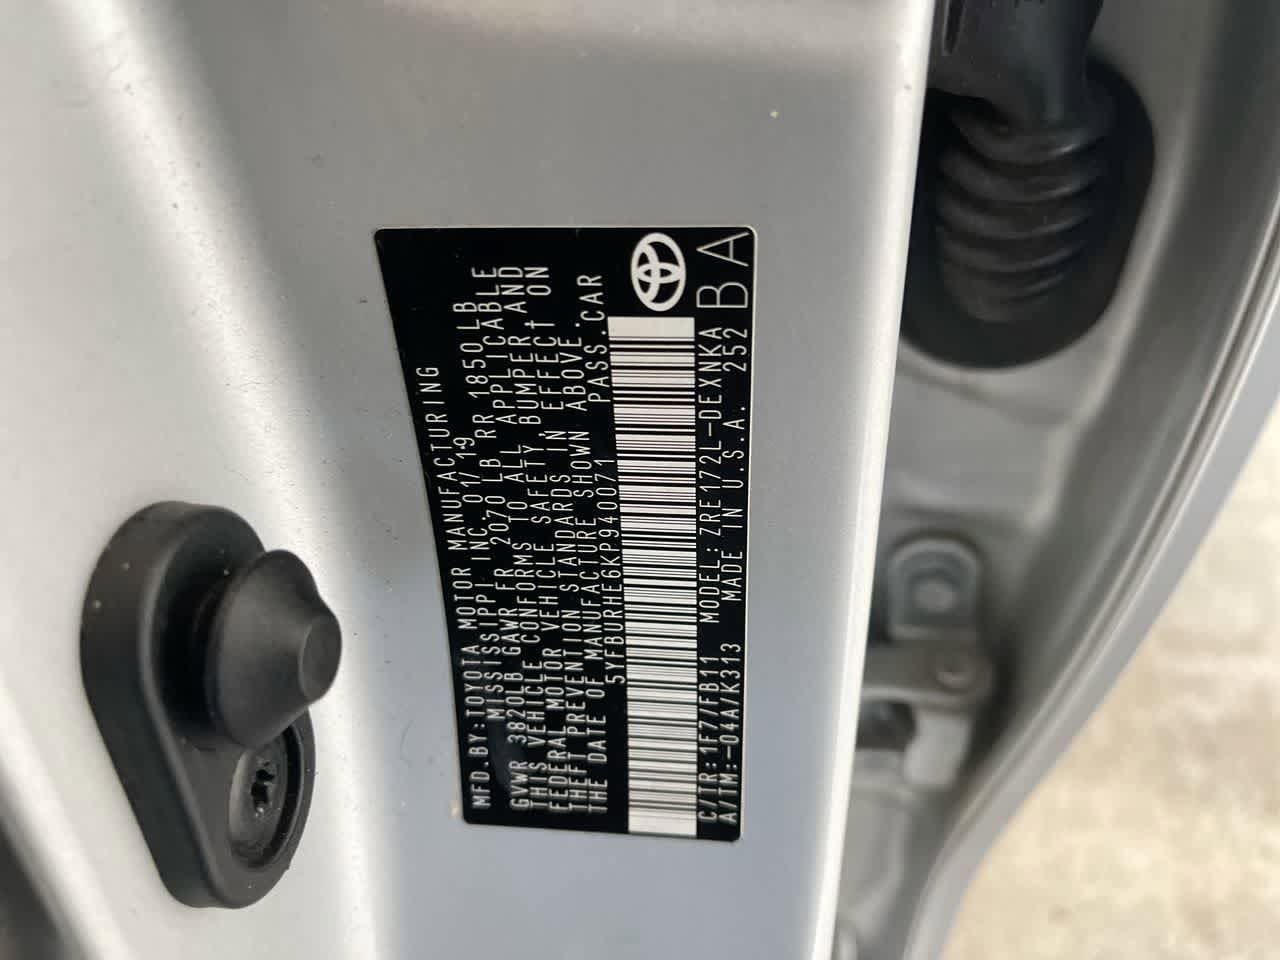 MFD.BY:TOYOTA MOTOR MANUFACTURING
MISSISSIPPI INC. 01/19
GVWR 3820LB GAWR FR 2070 LB RR 1850 LB
THIS VEHICLE CONFORMS TO ALL APPLICABLE
FEDERAL MOTOR VEHICLE SAFETY, BUMPER, AND
THEFT PREVENTION STANDARDS IN EFFECT ON
THE DATE OF MANUFACTURE SHOWN ABOVE.
5YFBURHE6KP940071 PASS.CAR
C/TR:1F7/FB11 MODEL:ZRE172L-DEXNKA
A/TM:-04A/K313 MADE IN U.S.A. 252
BA